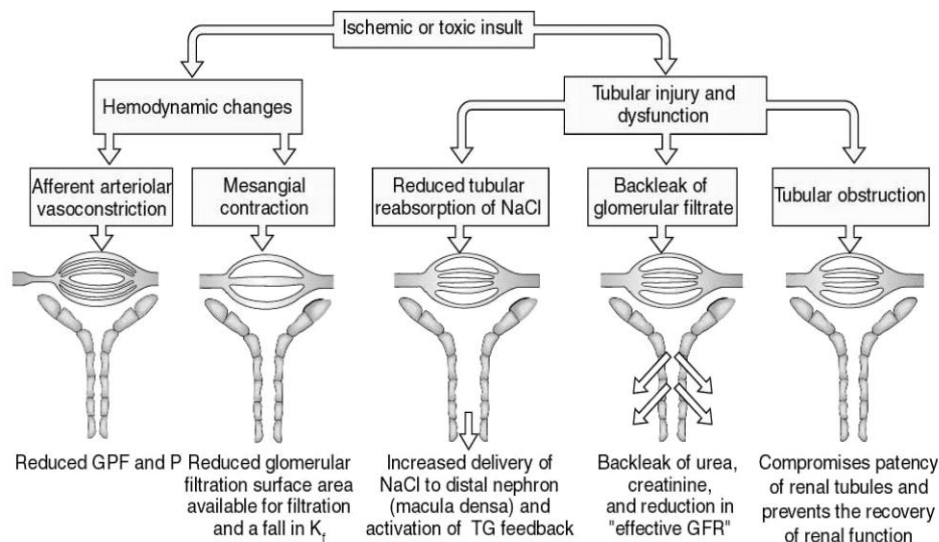 Ischemic or toxic insult
Hemodynamic changes
Tubular injury and
dysfunction
Afferent arteriolar
vasoconstriction
Mesangial
contraction
Reduced tubular
reabsorption of NaCl
Backleak of
glomerular filtrate
Tubular obstruction
Reduced GPF and P
Reduced glomerular
filtration surface area
available for filtration
and a fall in Kf
Increased delivery of
NaCl to distal nephron
(macula densa) and
activation of TG feedback
Backleak of urea,
creatinine,
and reduction in
"effective GFR"
Compromises patency
of renal tubules and
prevents the recovery
of renal function